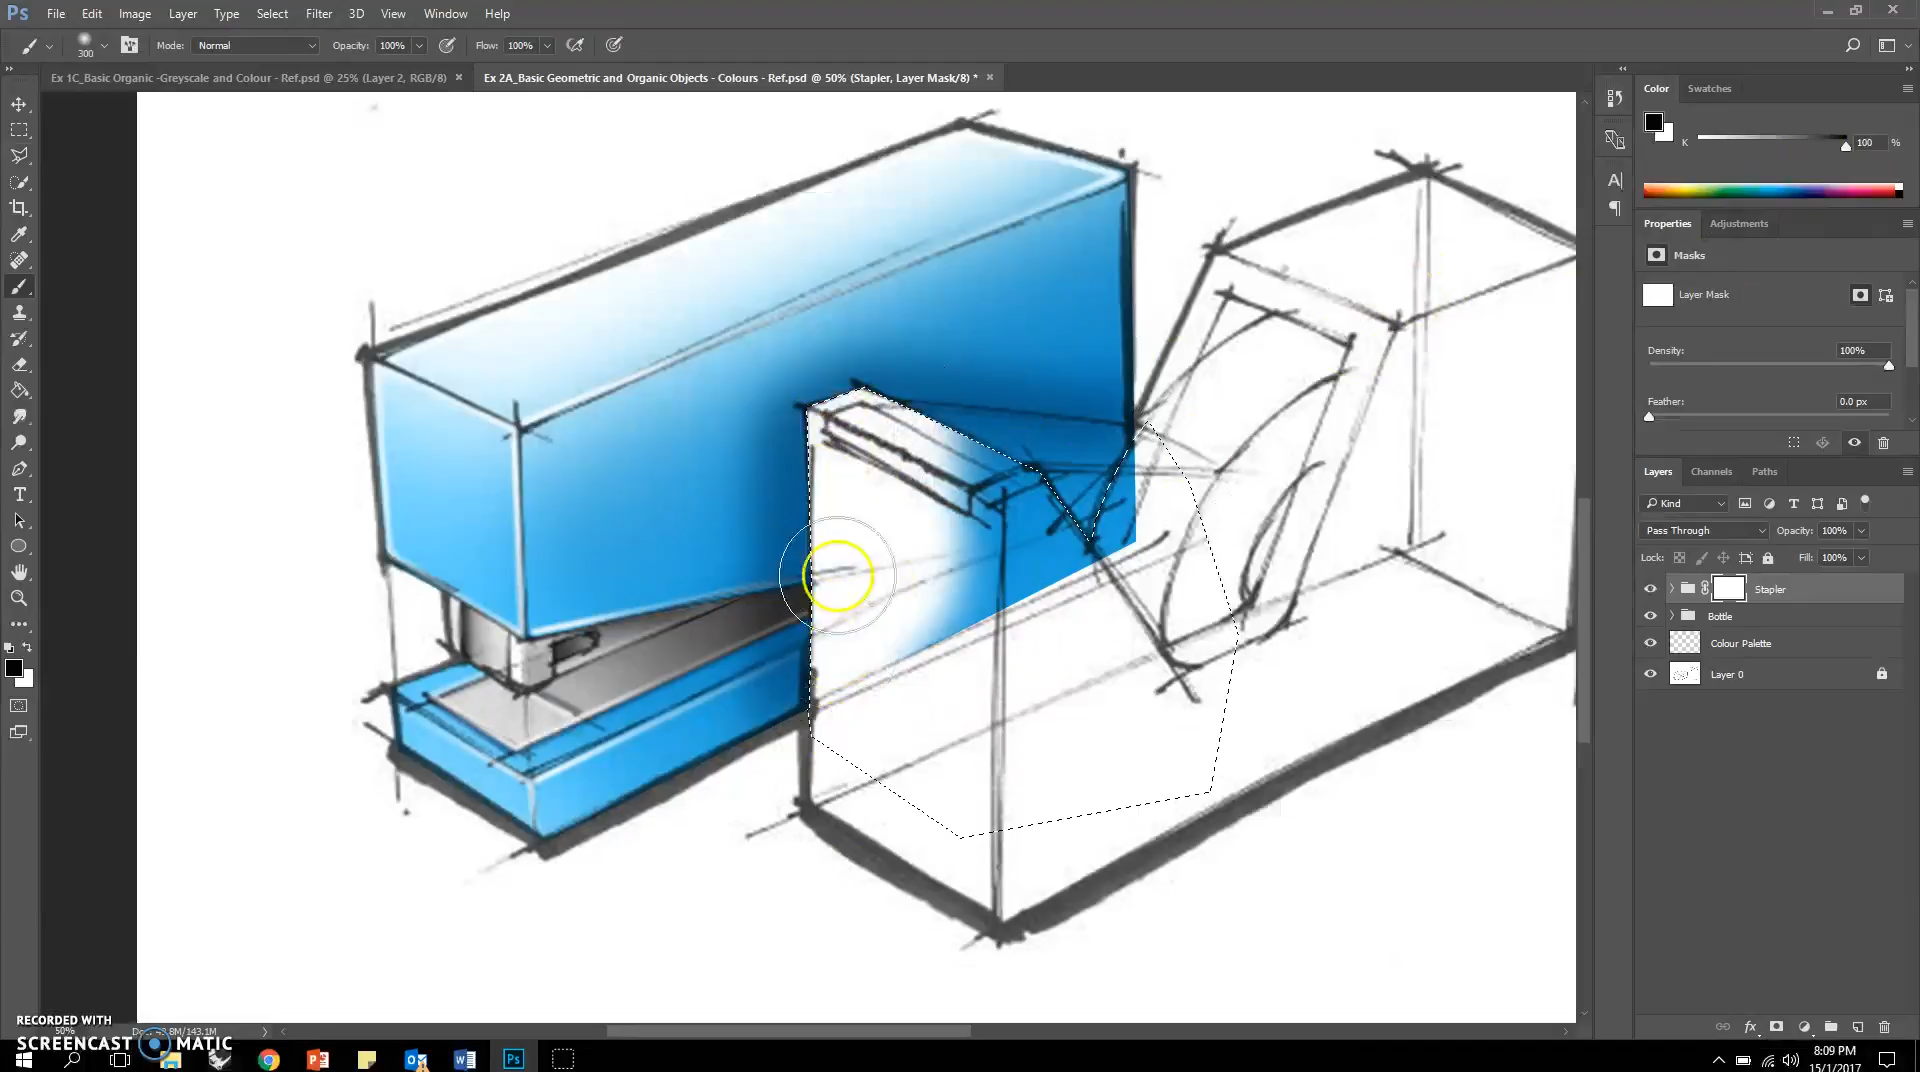 Ps File Edit Image Layer Type Select Filter 3D View Window Help
300 Mode: Normal Opacity: 100% Flow: 100%
Ex 1C_Basic Organic -Greyscale and Colour - Ref.psd @ 25% (Layer 2, RGB/8) × Ex 2A_Basic Geometric and Organic Objects - Colours - Ref.psd @ 50% (Stapler, Layer Mask/8) * ×
Color Swatches
K 100 %
Properties Adjustments
Masks
Layer Mask
Density: 100%
Feather: 0.0 px
Layers Channels Paths
Kind
Pass Through Opacity: 100%
Lock: Fill: 100%
Stapler
Bottle
Colour Palette
Layer 0
RECORDED WITH
SCREENCAST MATIC
50%
8:09 PM
15/1/2017